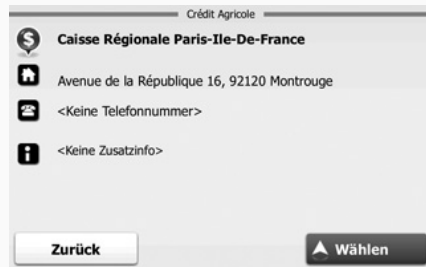 Crédit Agricole
Caisse Régionale Paris-Ile-De-France
Avenue de la République 16, 92120 Montrouge
<Keine Telefonnummer>
<Keine Zusatzinfo>
Zurück
Wählen